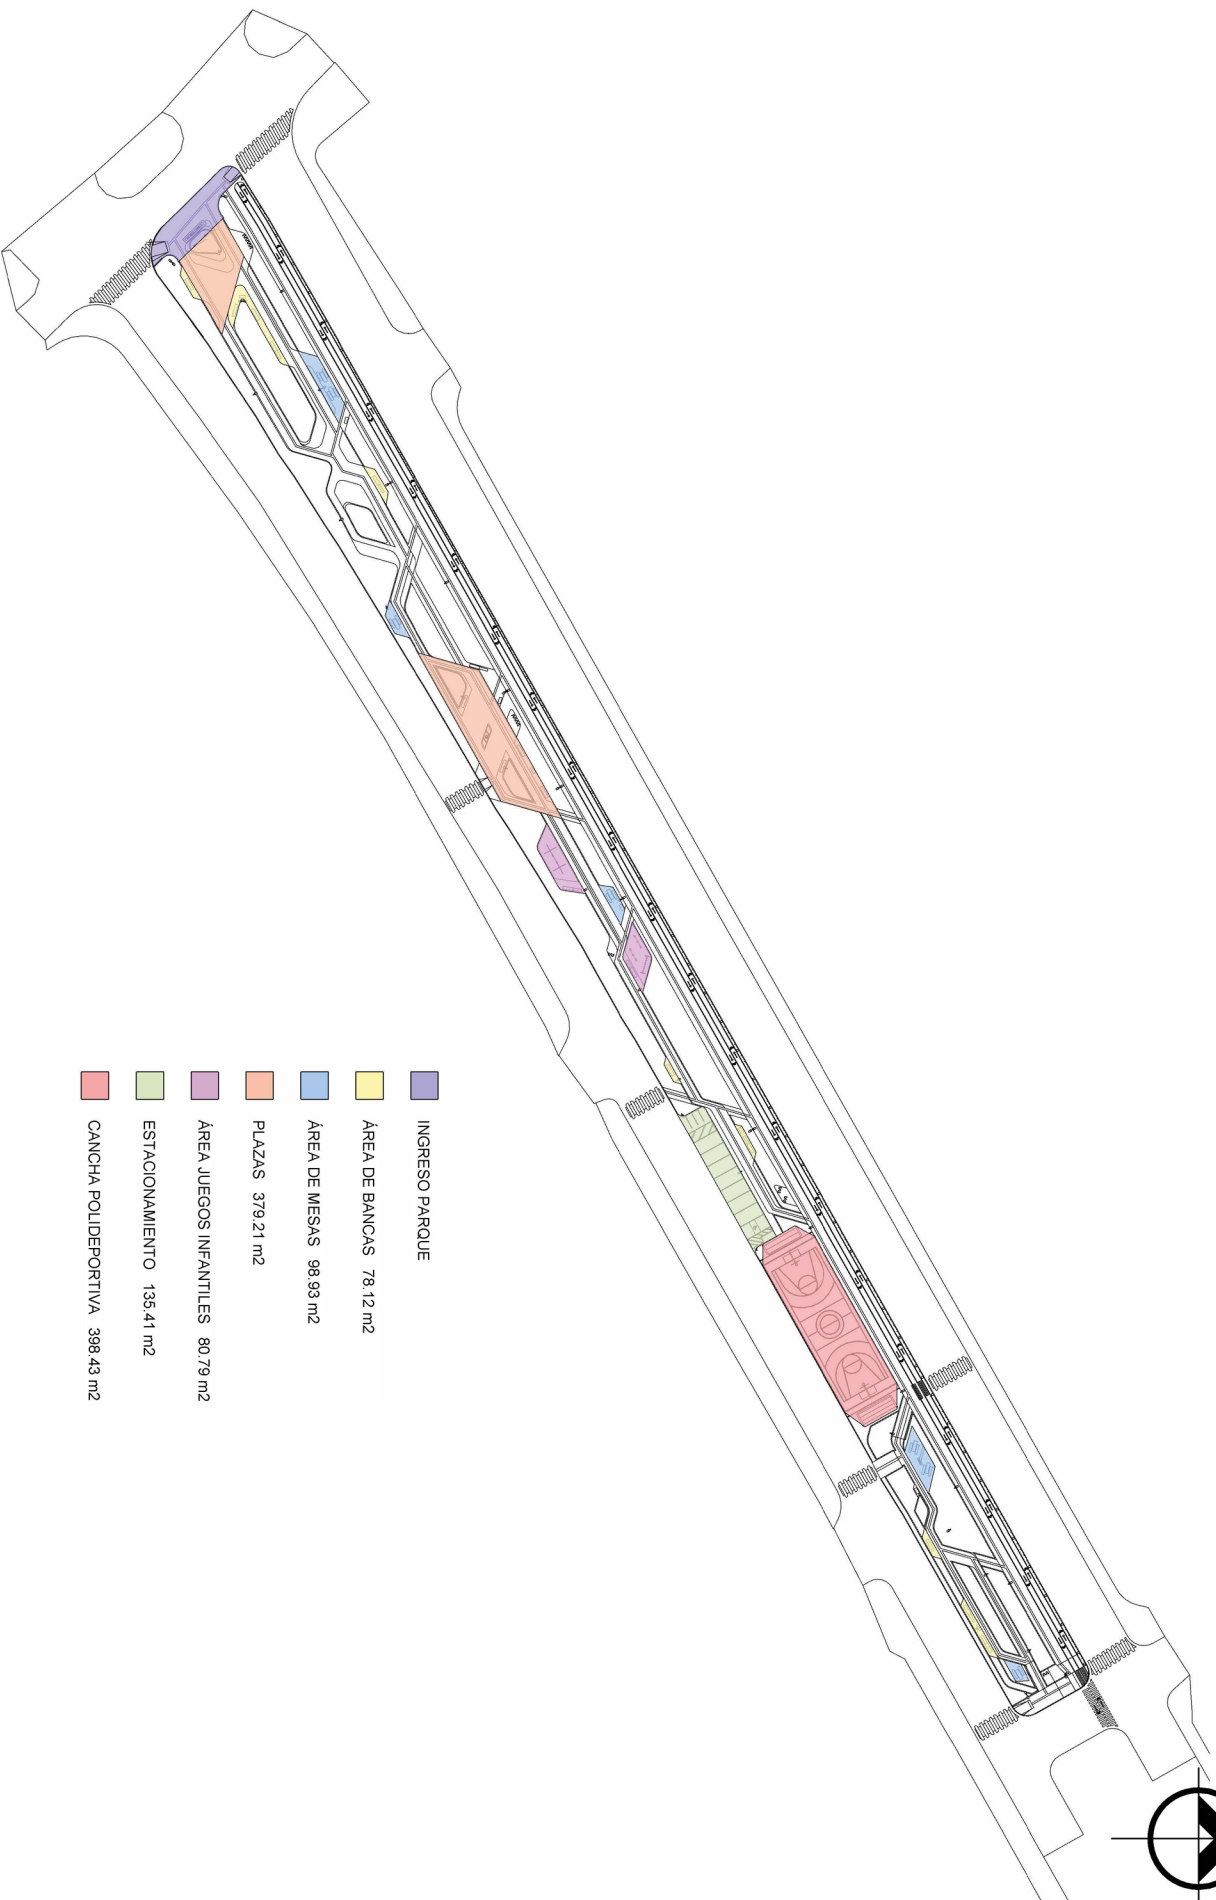 INGRESO PARQUE
ÁREA DE BANCAS 78.12 m2
ÁREA DE MESAS 98.93 m2
PLAZAS 379.21 m2
ÁREA JUEGOS INFANTILES 80.79 m2
ESTACIONAMIENTO 135.41 m2
CANCHA POLIDEPORTIVA 398.43 m2